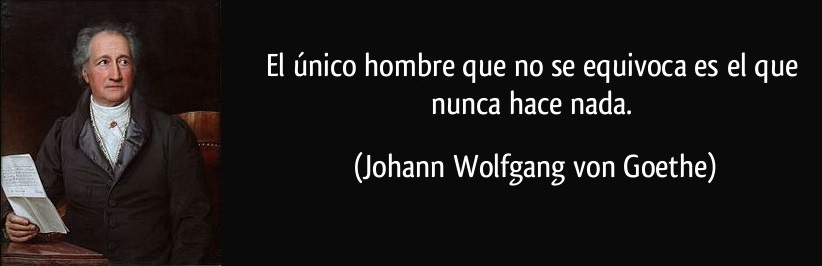 El único hombre que no se equivoca es el que
nunca hace nada.
(Johann Wolfgang von Goethe)